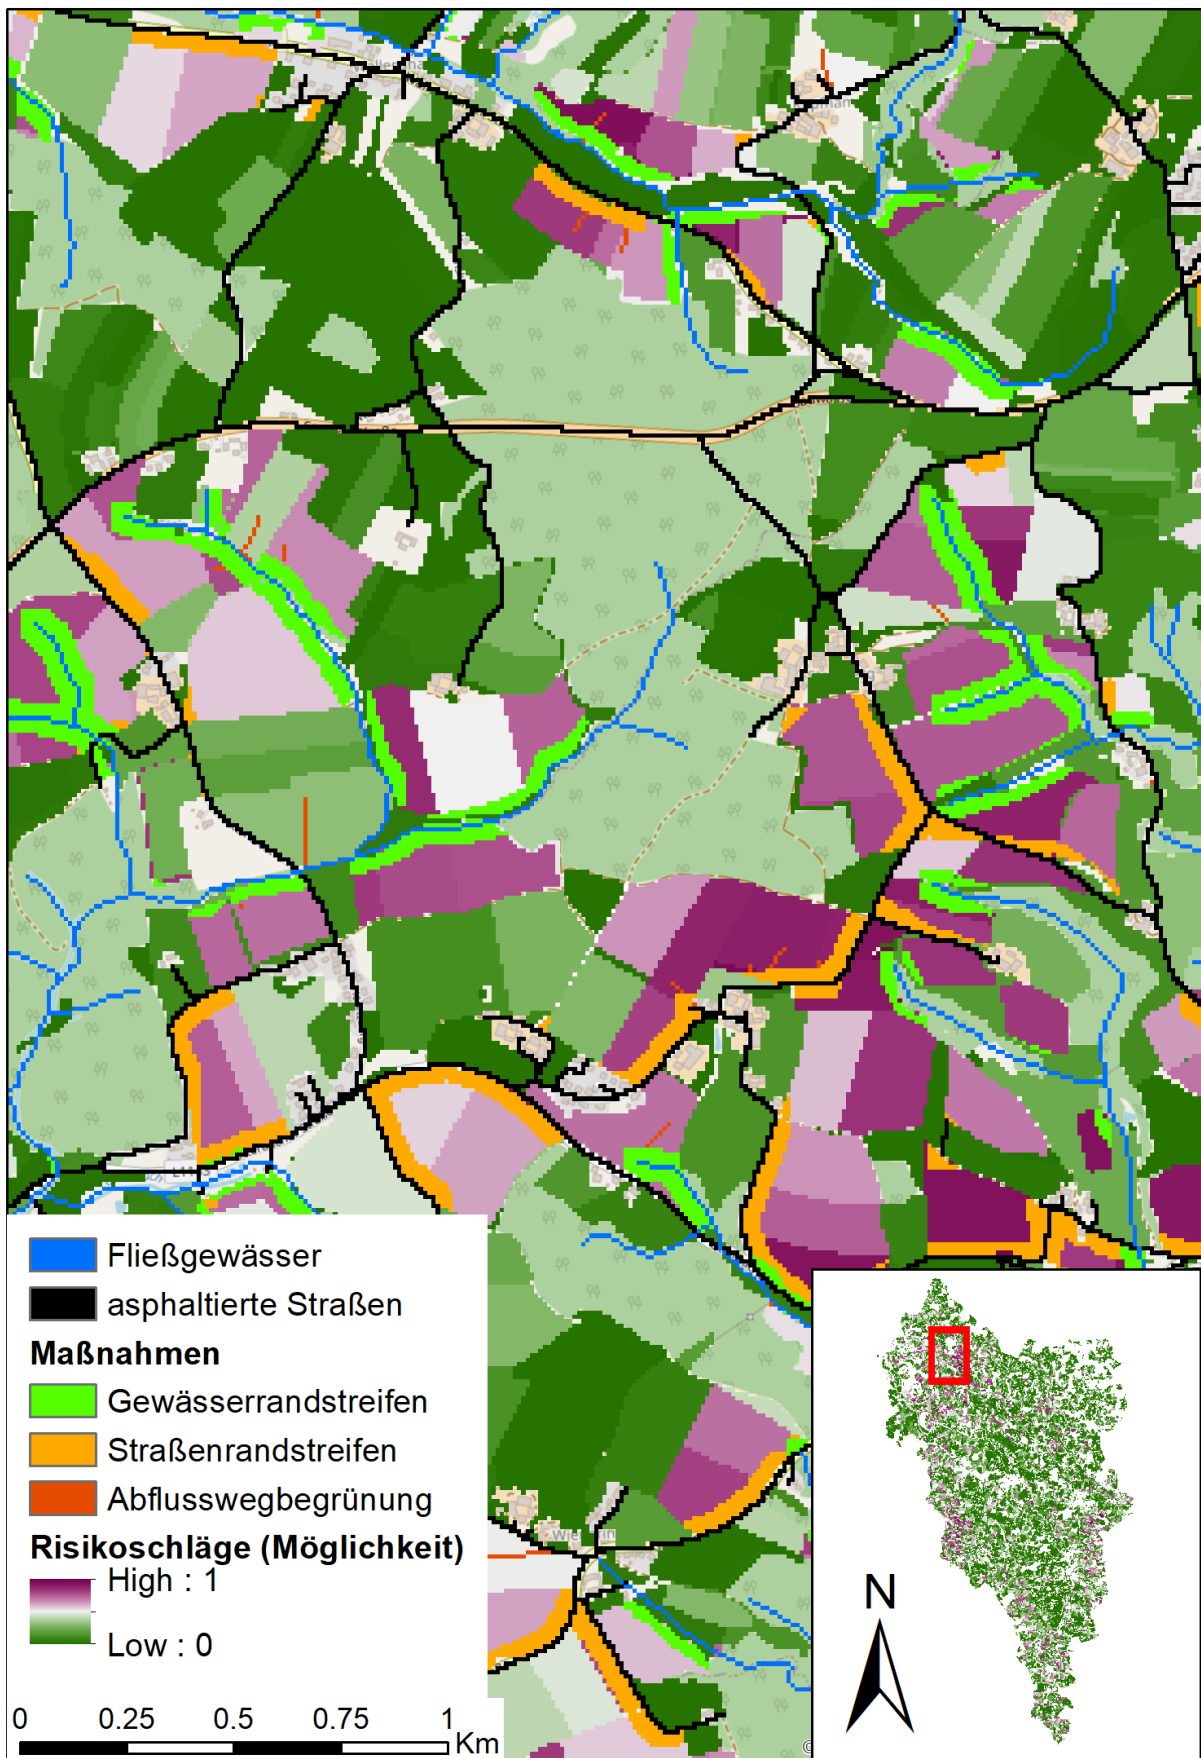 Fließgewässer
asphaltierte Straßen
Maßnahmen
Gewässerrandstreifen
Straßenrandstreifen
Abflusswegbegrünung
Risikoschläge (Möglichkeit)
High : 1
Low : 0
0 0.25 0.5 0.75 1
Km
N